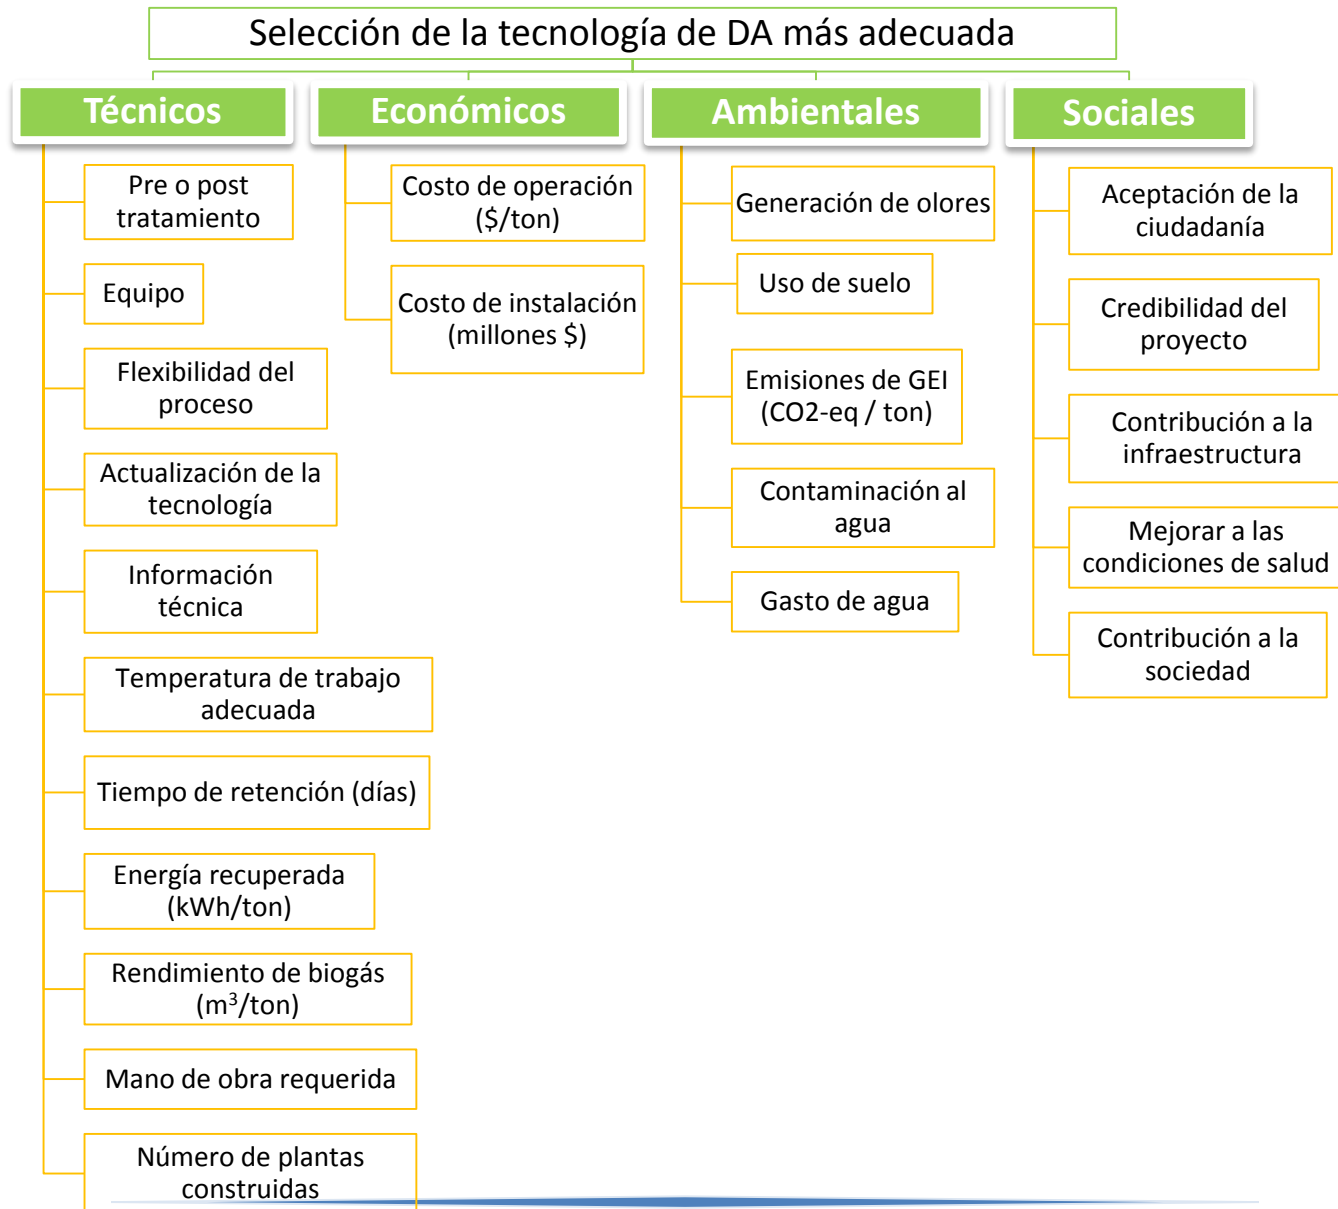 Selección de la tecnología de DA más adecuada
Técnicos
Pre o post
tratamiento
Equipo
Flexibilidad del
proceso
Actualización de la
tecnología
Información
técnica
Temperatura de trabajo
adecuada
Tiempo de retención (días)
Energía recuperada
(kWh/ton)
Rendimiento de biogás
(m³/ton)
Mano de obra requerida
Número de plantas
construidas
Económicos
Costo de operación
($/ton)
Costo de instalación
(millones $)
Ambientales
Generación de olores
Uso de suelo
Emisiones de GEI
(CO2-eq / ton)
Contaminación al
agua
Gasto de agua
Sociales
Aceptación de la
ciudadanía
Credibilidad del
proyecto
Contribución a la
infraestructura
Mejorar a las
condiciones de salud
Contribución a la
sociedad